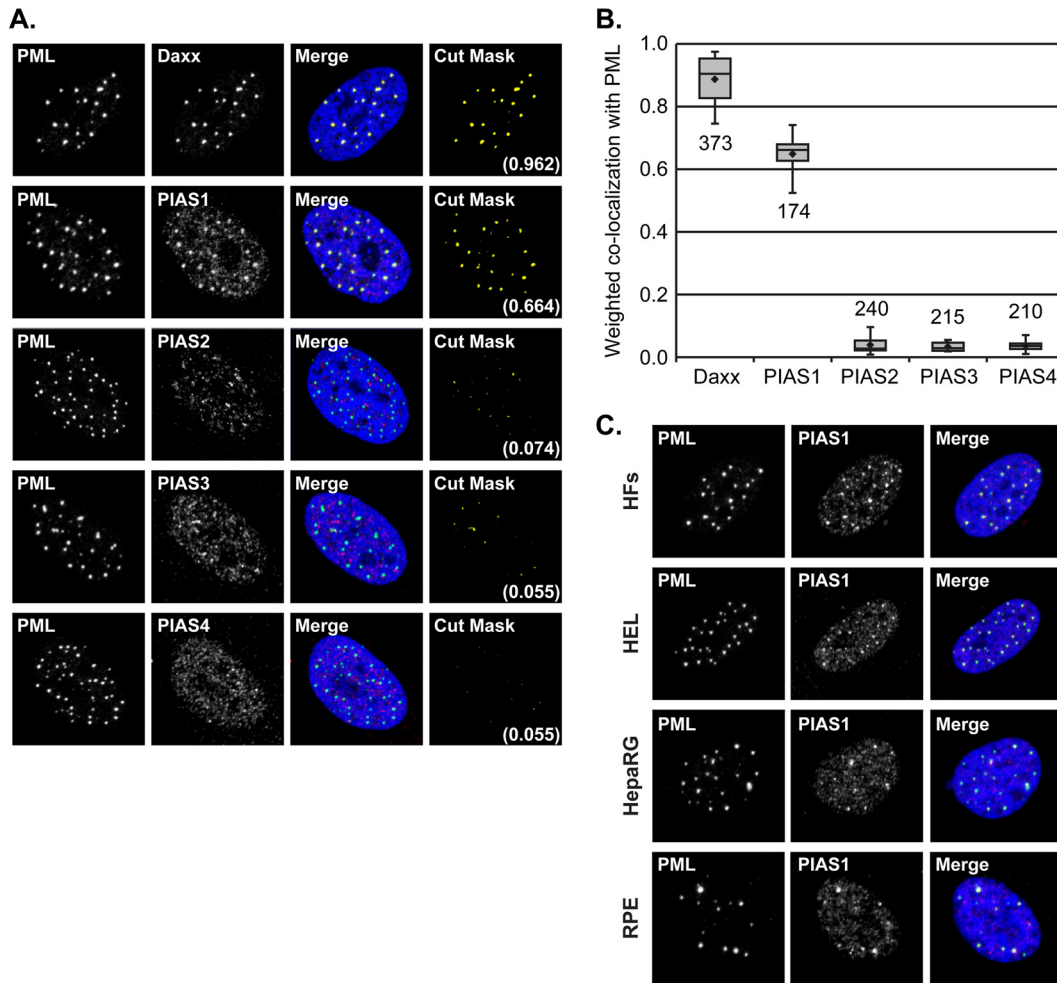 A.
PML Daxx Merge Cut Mask
(0.962)
PML PIAS1 Merge Cut Mask
(0.664)
PML PIAS2 Merge Cut Mask
(0.074)
PML PIAS3 Merge Cut Mask
(0.055)
PML PIAS4 Merge Cut Mask
(0.055)
B.
Weighted co-localization with PML
1.0
0.8
0.6
0.4
0.2
0.0
373
174
240 215 210
Daxx PIAS1 PIAS2 PIAS3 PIAS4
C.
HFs
PML PIAS1 Merge
HEL
PML PIAS1 Merge
HepaRG
PML PIAS1 Merge
RPE
PML PIAS1 Merge